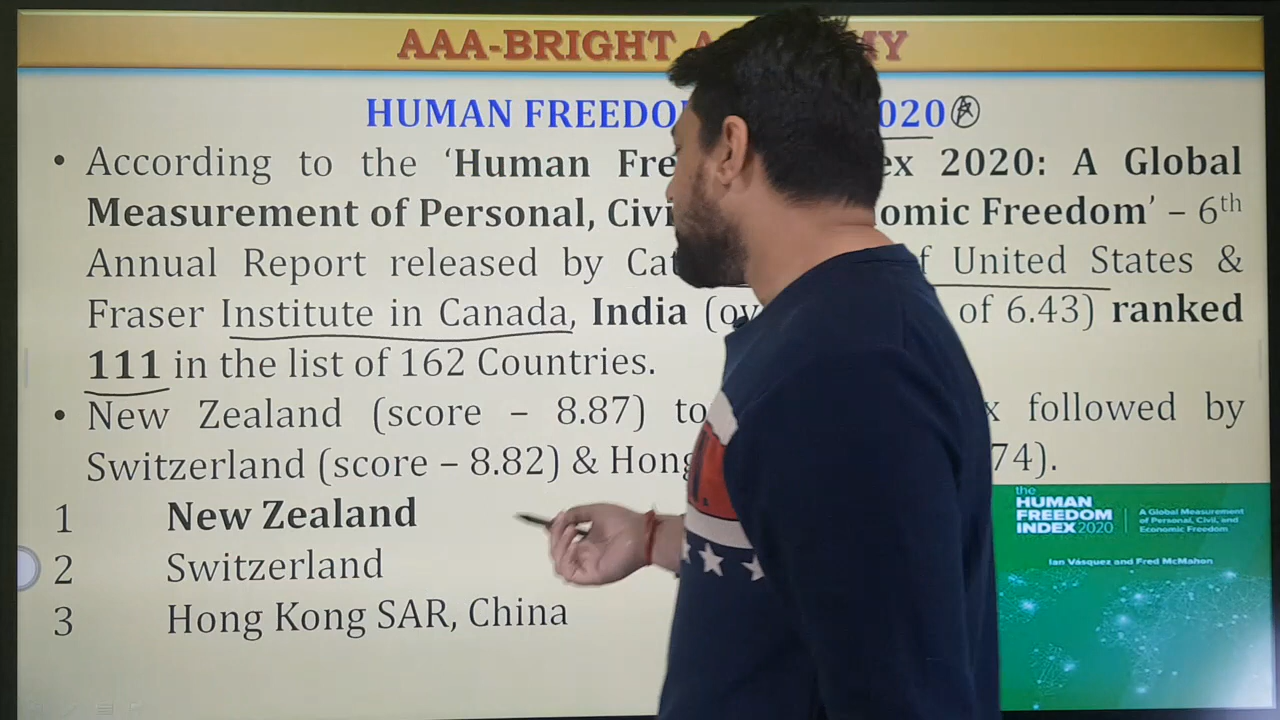 AAA-BRIGHT A MY
HUMAN FREEDO 020 A
• According to the ‘Human Fre ex 2020: A Global
Measurement of Personal, Civi omic Freedom’ – 6th
Annual Report released by Cat f United States &
Fraser Institute in Canada, India (ov of 6.43) ranked
111 in the list of 162 Countries.
• New Zealand (score – 8.87) to x followed by
Switzerland (score – 8.82) & Hong 74).
1 New Zealand
2 Switzerland
3 Hong Kong SAR, China
the
HUMAN
FREEDOM
INDEX 2020
A Global Measurement
of Personal, Civil, and
Economic Freedom
Ian Vásquez and Fred McMahon